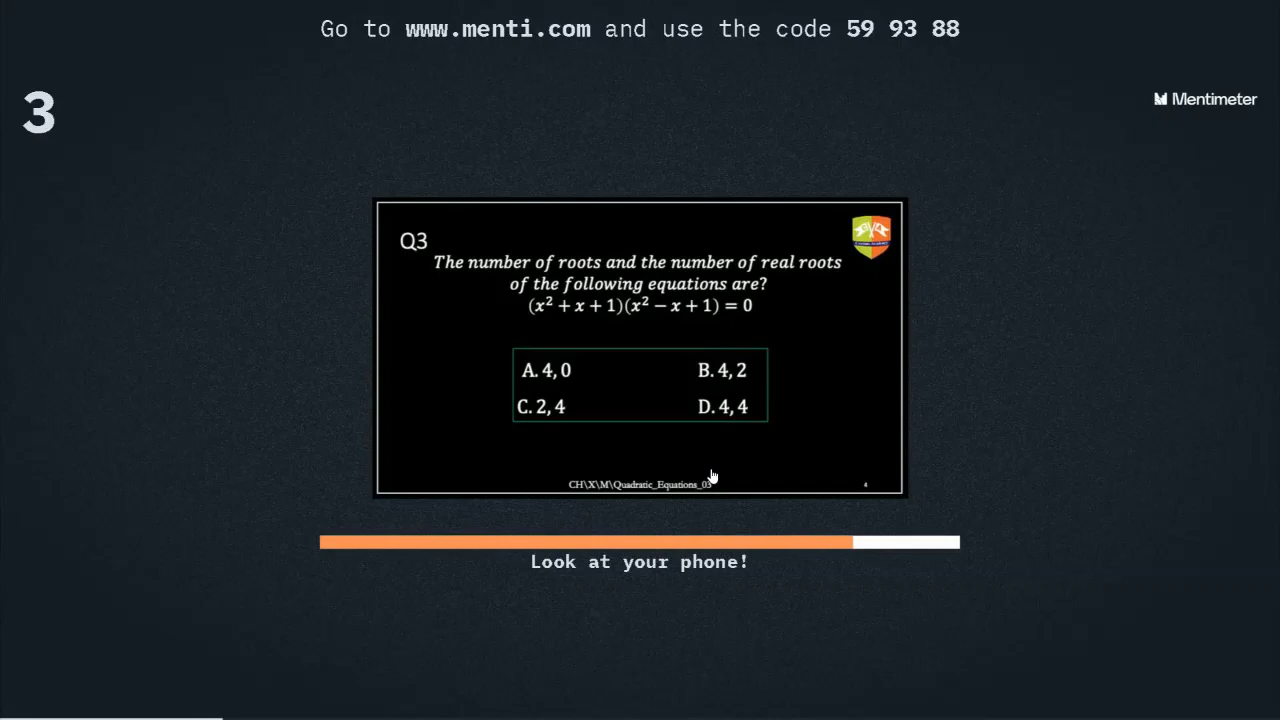 Go to www.menti.com and use the code 59 93 88
3
Mentimeter
Q3
The number of roots and the number of real roots
of the following equations are?
(x² + x + 1)(x² − x + 1) = 0
A. 4, 0 B. 4, 2
C. 2, 4 D. 4, 4
CH\X\M\Quadratic_Equations_03 4
Look at your phone!